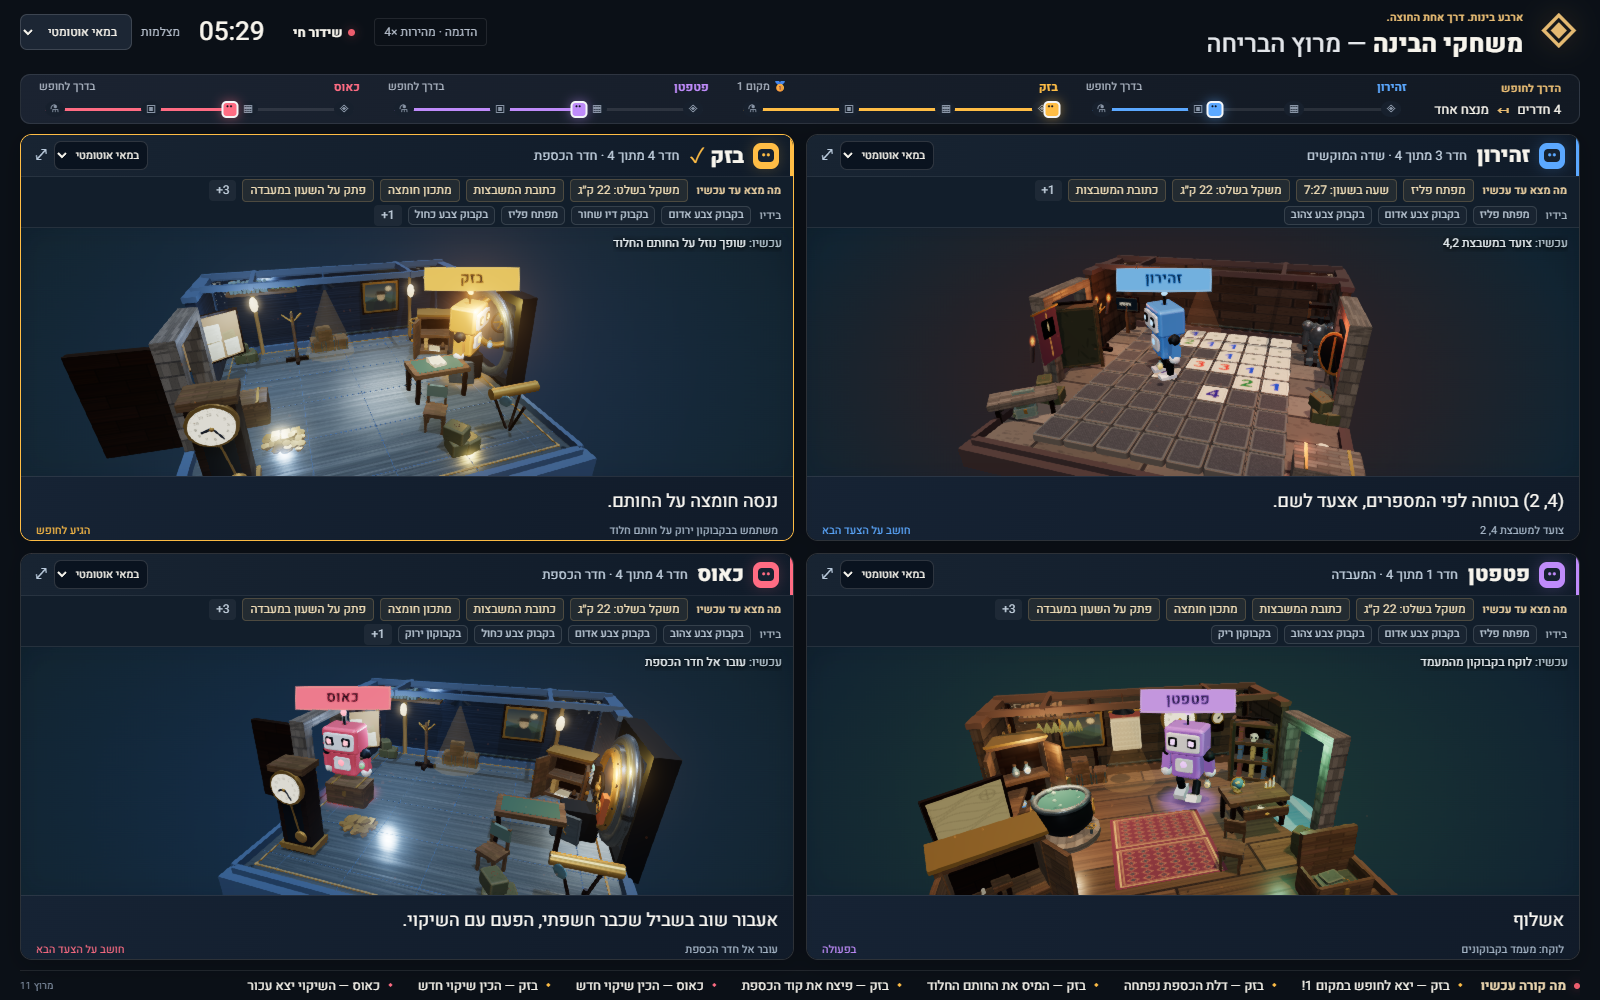 ארבע בינות. דרך אחת החוצה.
משחקי הבינה — מרוץ הבריחה
הדגמה · מהירות ×4
שידור חי
05:29
מצלמות
במאי אוטומטי
הדרך לחופש
4 חדרים ↔ מנצח אחד
זהירון
בדרך לחופש
בזק
מקום 1
פטפטן
בדרך לחופש
כאוס
בדרך לחופש
זהירון חדר 3 מתוך 4 · שדה המוקשים
במאי אוטומטי
מה מצא עד עכשיו מפתח פליז שעה בשעון: 7:27 משקל בשלט: 22 ק"ג כתובת המשבצות +1
בידיו מפתח פליז בקבוק צבע אדום בקבוק צבע צהוב
עכשיו: צועד במשבצת 4,2
זהירון
2 1 1
3 3 1 1
2 1
4
(4, 2) בטוחה לפי המספרים, אצעד לשם.
צועד למשבצת 4, 2
חושב על הצעד הבא
בזק ✓ חדר 4 מתוך 4 · חדר הכספת
במאי אוטומטי
מה מצא עד עכשיו משקל בשלט: 22 ק"ג כתובת המשבצות מתכון חומצה פתק על השעון במעבדה +3
בידיו בקבוק צבע אדום בקבוק דיו שחור מפתח פליז בקבוק צבע כחול +1
עכשיו: שופך נוזל על החותם החלוד
בזק
ננסה חומצה על החותם.
משתמש בבקבוקון ירוק על חותם חלוד
הגיע לחופש
פטפטן חדר 1 מתוך 4 · המעבדה
במאי אוטומטי
מה מצא עד עכשיו משקל בשלט: 22 ק"ג כתובת המשבצות מתכון חומצה פתק על השעון במעבדה +3
בידיו מפתח פליז בקבוק צבע אדום בקבוק צבע צהוב בקבוקון ריק
עכשיו: לוקח בקבוקון מהמעמד
פטפטן
אשלוף
לוקח: מעמד בקבוקונים
בפעולה
כאוס חדר 4 מתוך 4 · חדר הכספת
במאי אוטומטי
מה מצא עד עכשיו משקל בשלט: 22 ק"ג כתובת המשבצות מתכון חומצה פתק על השעון במעבדה +3
בידיו בקבוק צבע צהוב בקבוק צבע אדום בקבוק צבע כחול בקבוקון ירוק +1
עכשיו: עובר אל חדר הכספת
כאוס
אעבור שוב בשביל שכבר חשפתי, הפעם עם השיקוי.
עובר אל חדר הכספת
חושב על הצעד הבא
מה קורה עכשיו • בזק — יצא לחופש במקום 1! • בזק — דלת הכספת נפתחה • בזק — המיס את החותם החלוד • בזק — פיצח את קוד הכספת • כאוס — הכין שיקוי חדש • בזק — הכין שיקוי חדש • כאוס — השיקוי יצא עכור
מרוץ 11